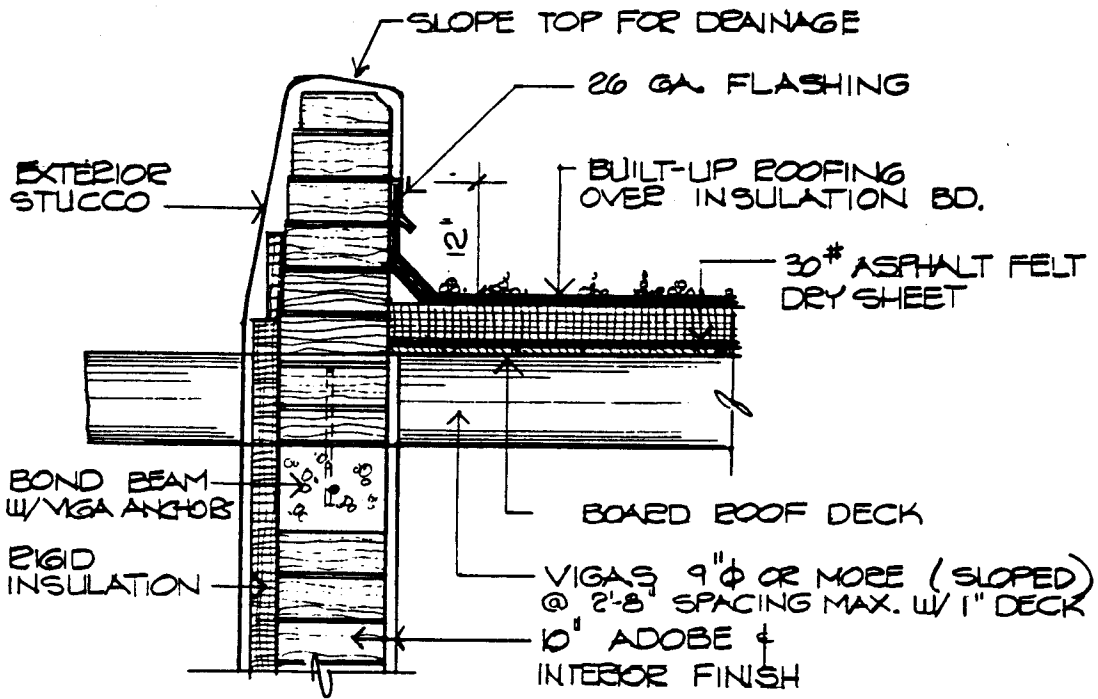 SLOPE TOP FOR DRAINAGE
26 GA. FLASHING
EXTERIOR
STUCCO
BUILT-UP ROOFING
OVER INSULATION BD.
12"
30# ASPHALT FELT
DRY SHEET
BOND BEAM
W/ VIGA ANCHOR
BOARD ROOF DECK
RIGID
INSULATION
VIGAS 9"Φ OR MORE (SLOPED)
@ 2'-8" SPACING MAX. W/ 1" DECK
10" ADOBE &
INTERIOR FINISH